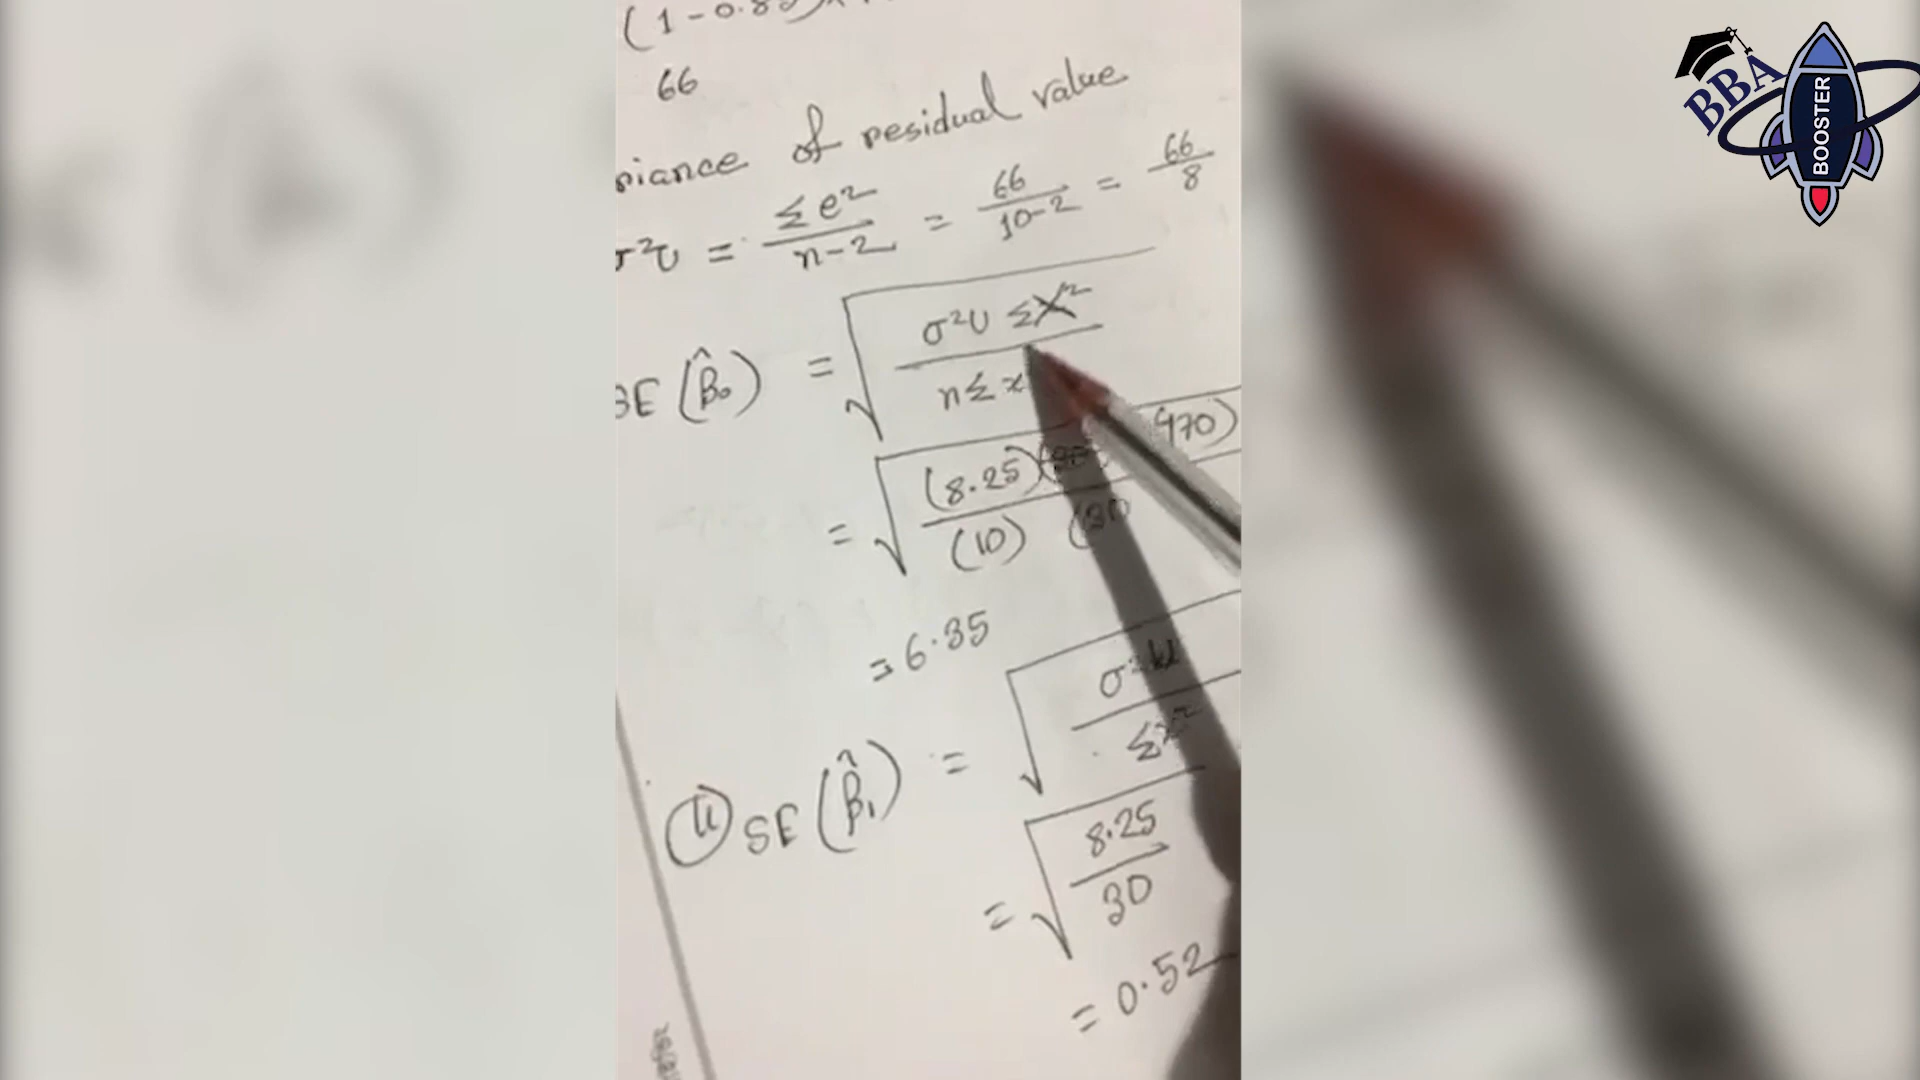 (1-0.8
66
riance of residual value
σ²U = Σe²/n-2 = 66/10-2 = 66/8
SE (β̂₀) = √(σ²U ΣX²/nΣx
= √((8.25) 470)/(10) (30
= 6.35
(ii) SE (β̂₁) = √(σ²u/Σx²
= √(8.25/30
= 0.52
BBA
BOOSTER